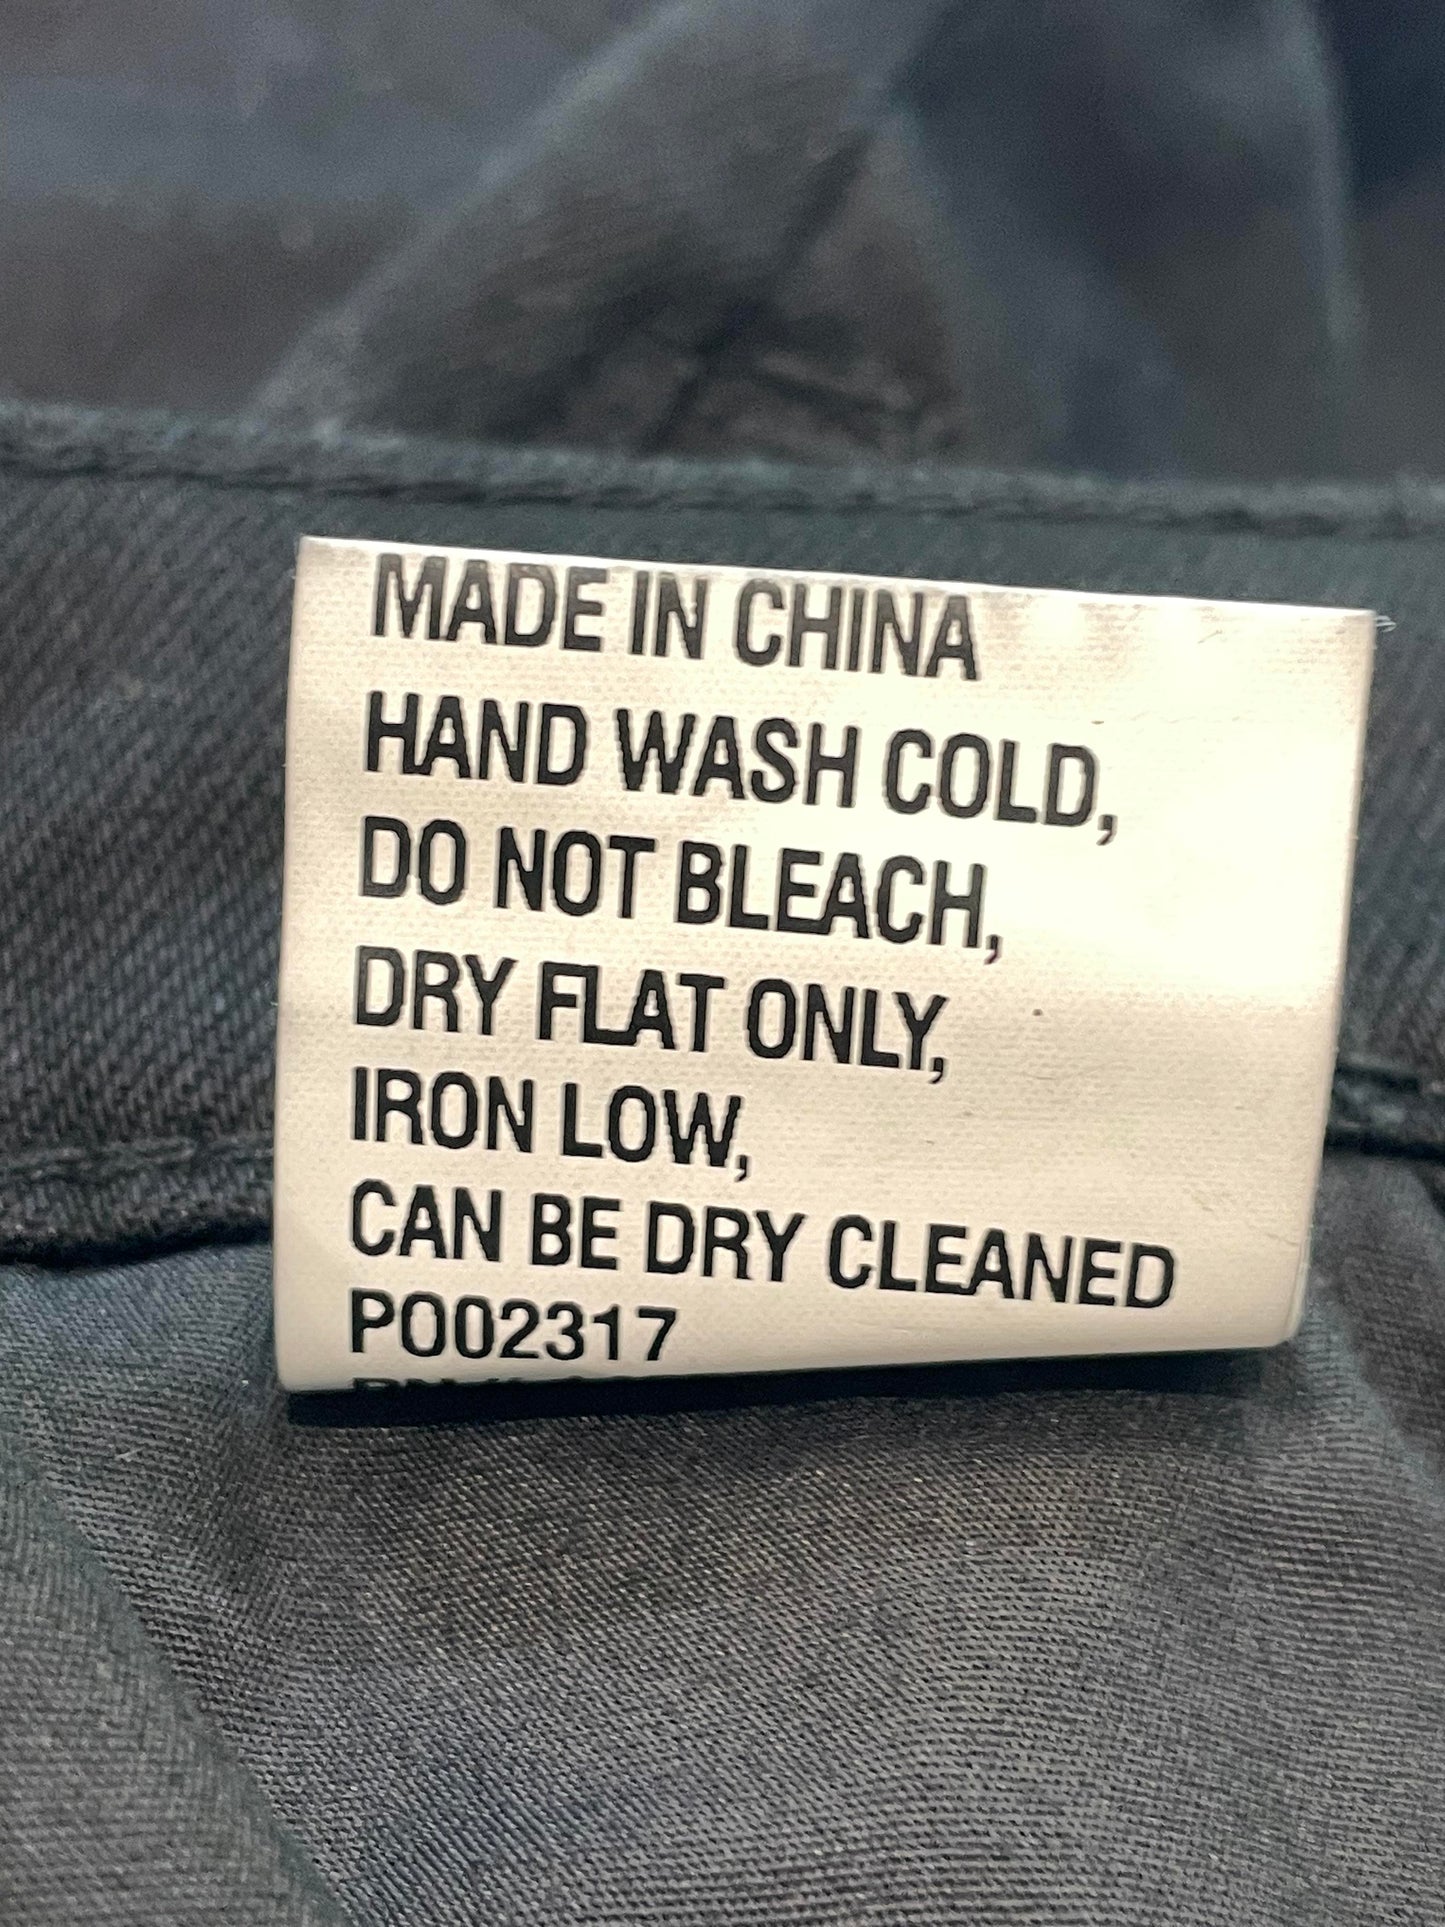 MADE IN CHINA
HAND WASH COLD,
DO NOT BLEACH,
DRY FLAT ONLY,
IRON LOW,
CAN BE DRY CLEANED
PO02317